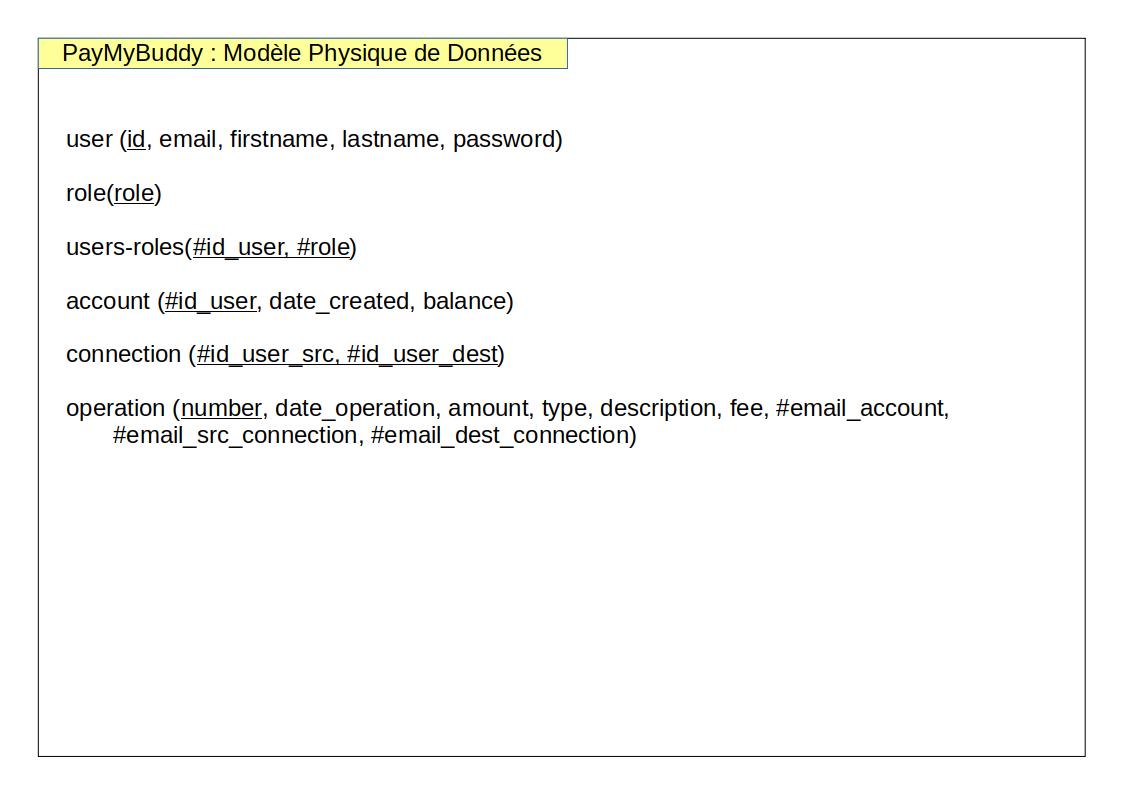 PayMyBuddy : Modèle Physique de Données
user (id, email, firstname, lastname, password)
role(role)
users-roles(#id_user, #role)
account (#id_user, date_created, balance)
connection (#id_user_src, #id_user_dest)
operation (number, date_operation, amount, type, description, fee, #email_account,
#email_src_connection, #email_dest_connection)